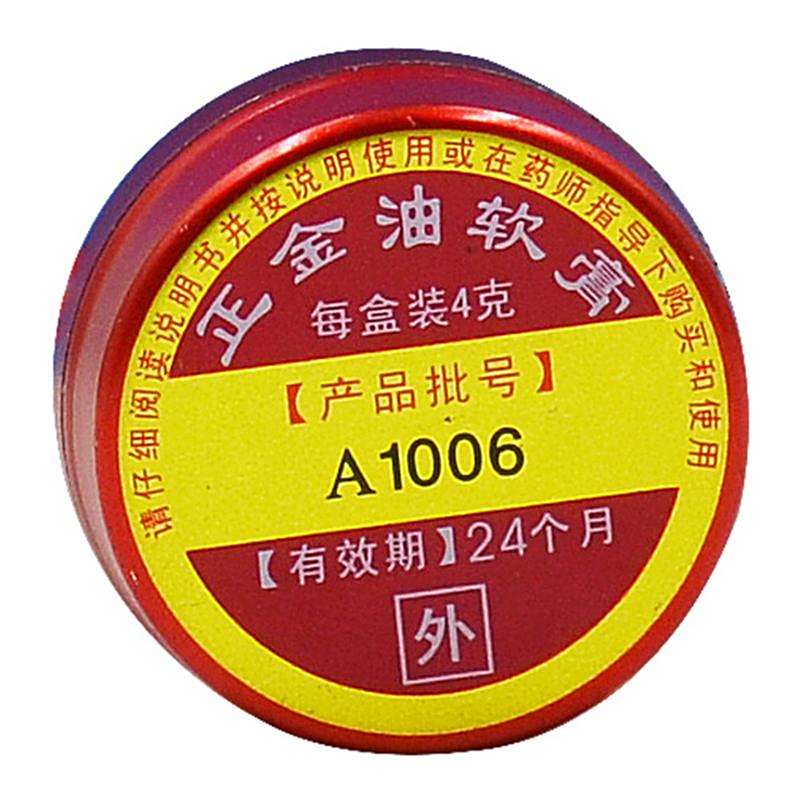 请仔细阅读说明书并按说明使用或在药师指导下购买和使用
正金油软膏
每盒装4克
【产品批号】
A1006
【有效期】24个月
外